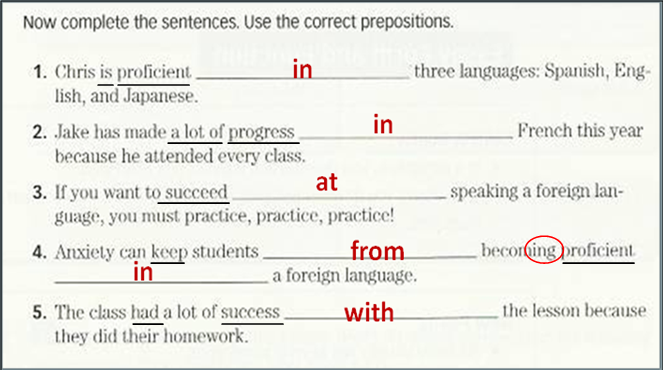 Now complete the sentences. Use the correct prepositions.
1. Chris is proficient in three languages: Spanish, Eng-
lish, and Japanese.
2. Jake has made a lot of progress in French this year
because he attended every class.
3. If you want to succeed at speaking a foreign lan-
guage, you must practice, practice, practice!
4. Anxiety can keep students from becoming proficient
in a foreign language.
5. The class had a lot of success with the lesson because
they did their homework.